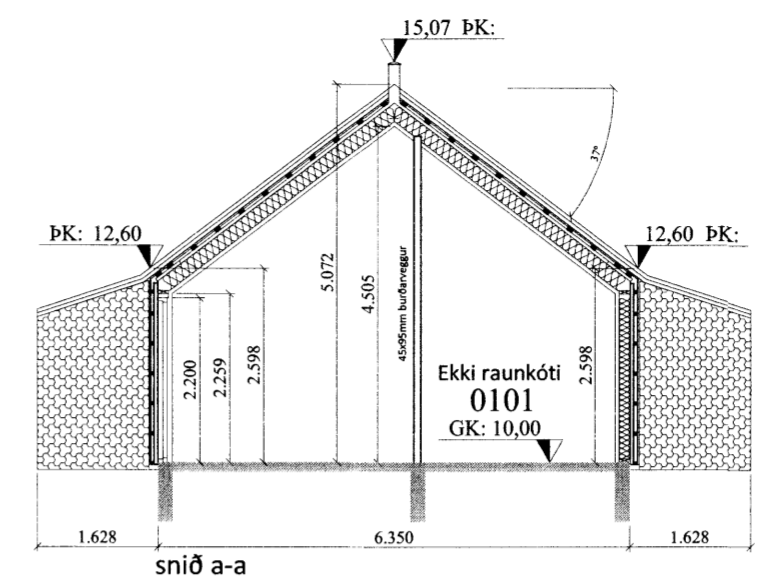 15,07 ÞK:
37°
ÞK: 12,60
12,60 ÞK:
5.072
4.505
45x95mm burðarveggur
2.200
2.259
2.598
2.598
Ekki raunkóti
0101
GK: 10,00
1.628
6.350
1.628
snið a-a